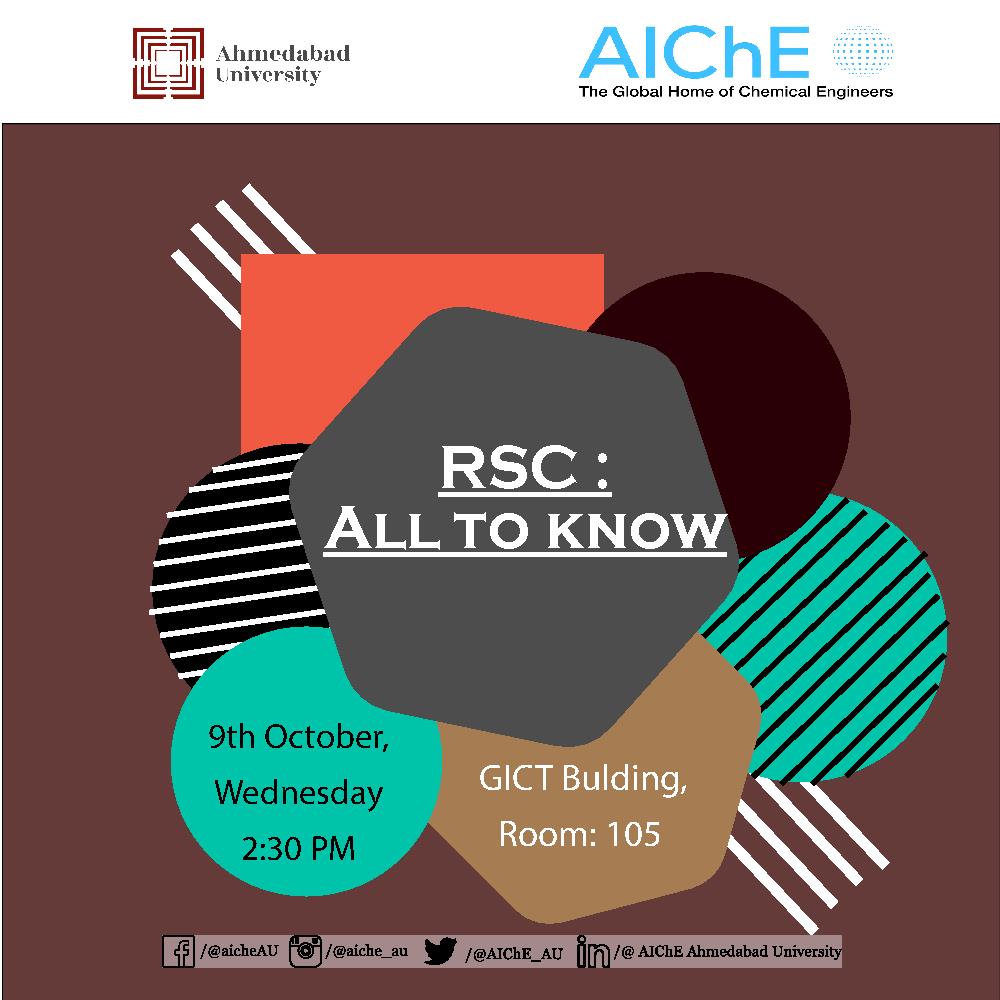 Ahmedabad
University
AIChE
The Global Home of Chemical Engineers
RSC :
ALL TO KNOW
9th October,
Wednesday
2:30 PM
GICT Bulding,
Room: 105
/@aicheAU /@aiche_au /@AIChE_AU /@ AIChE Ahmedabad University